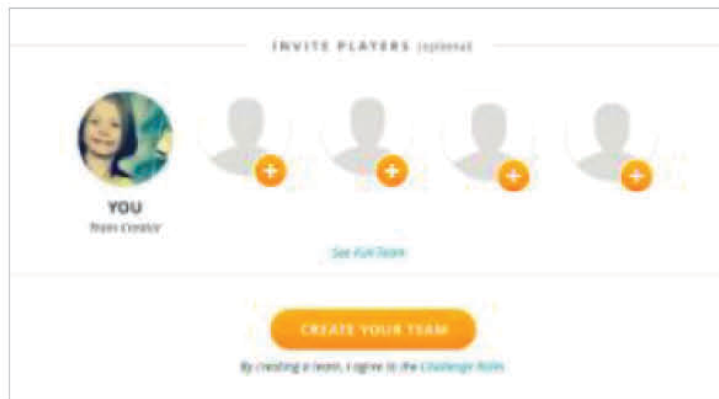 INVITE PLAYERS (optional)
YOU
Team Creator
See Full Team
CREATE YOUR TEAM
By creating a team, I agree to the Challenge Rules